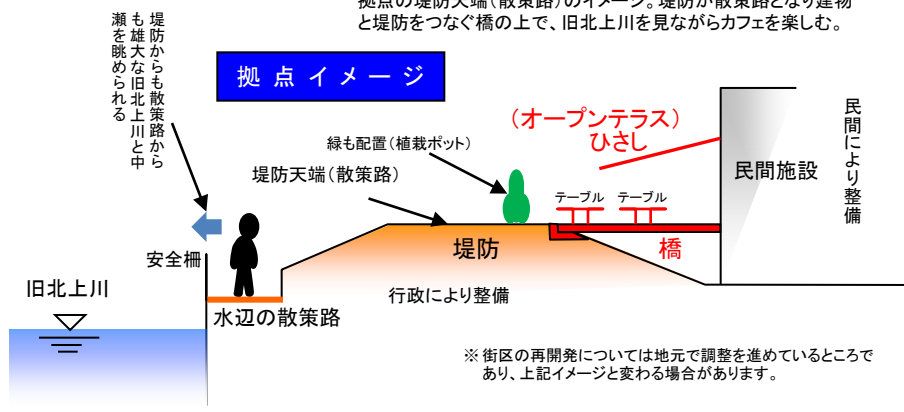 拠点の堤防天端(散策路)のイメージ。堤防が散策路となり建物
と堤防をつなぐ橋の上で、旧北上川を見ながらカフェを楽しむ。
堤防からも散策路から
も雄大な旧北上川と中
瀬を眺められる
拠点イメージ
(オープンテラス)
ひさし
民間により整備
緑も配置(植栽ポット)
民間施設
堤防天端(散策路)
テーブル
テーブル
安全柵
堤防
橋
旧北上川
行政により整備
水辺の散策路
※街区の再開発については地元で調整を進めているところで
あり、上記イメージと変わる場合があります。